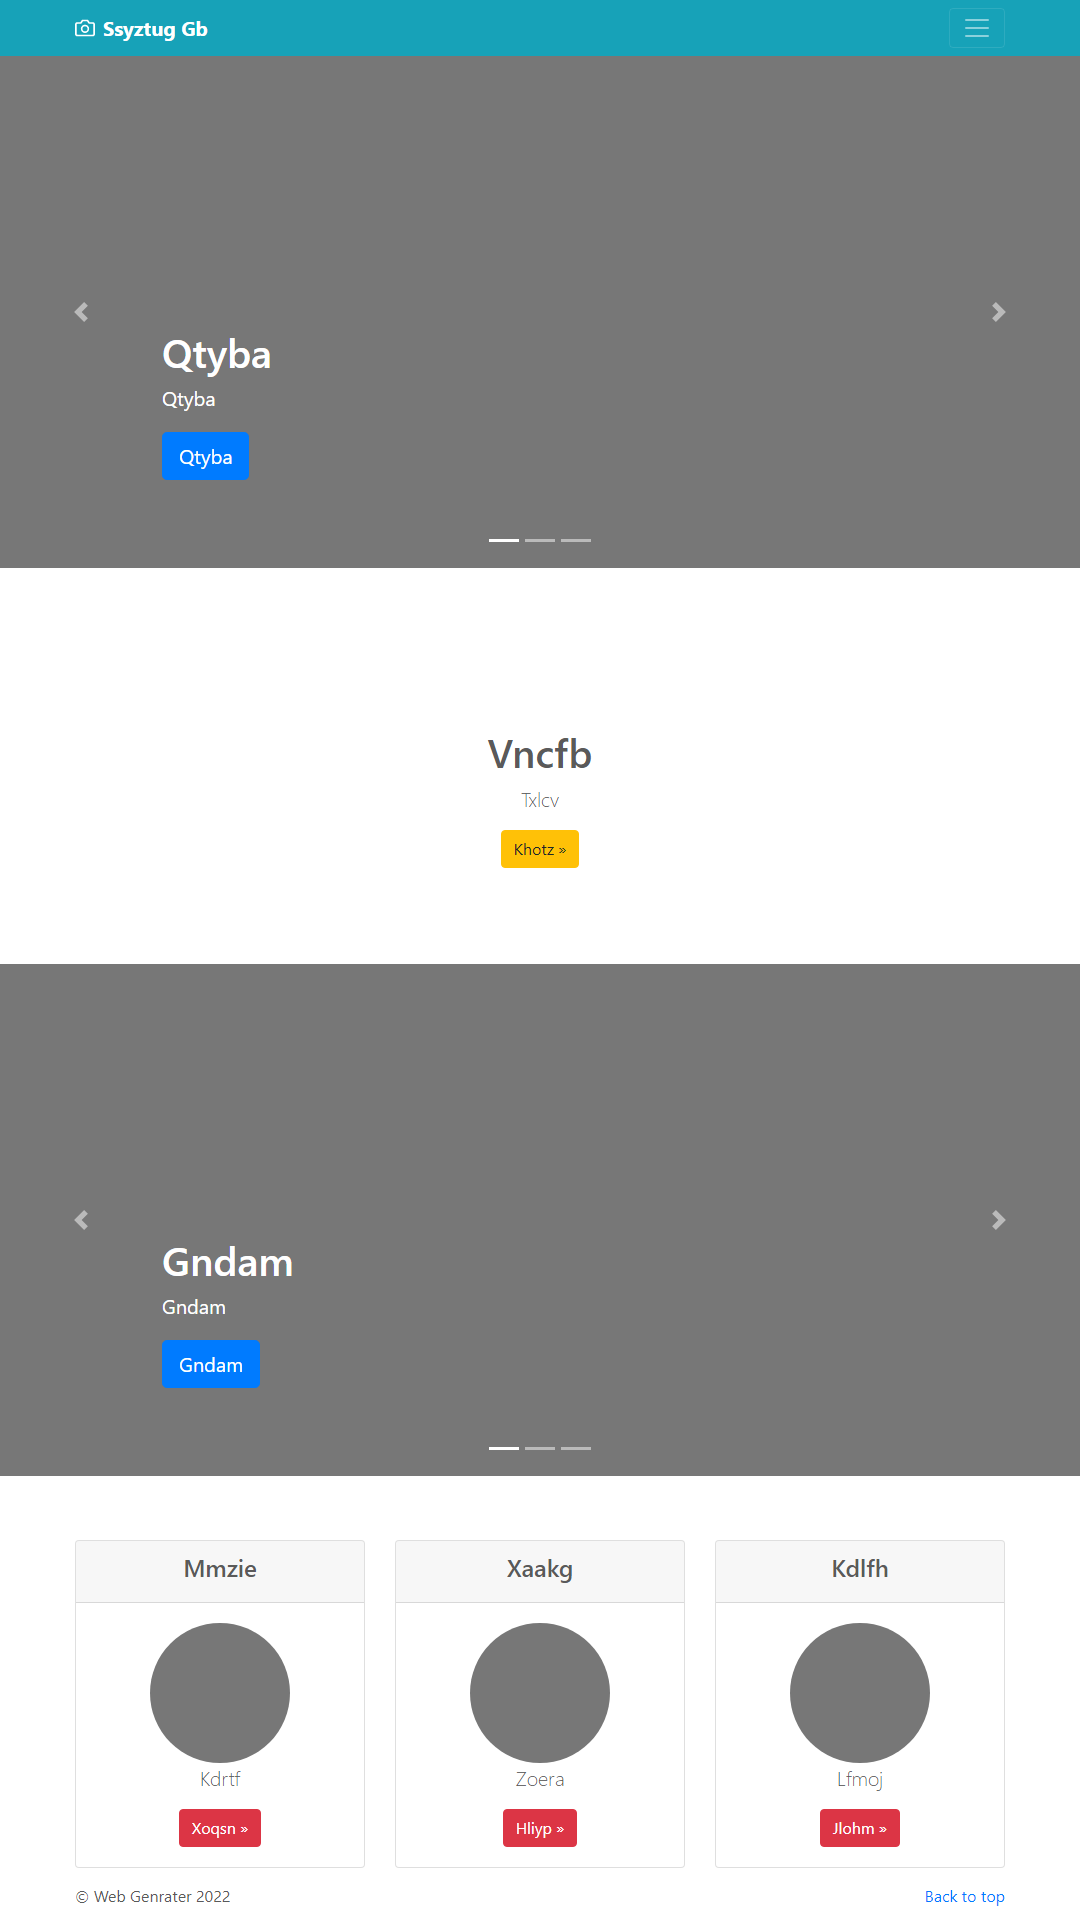 Ssyztug Gb
Qtyba
Qtyba
Qtyba
Vncfb
Txlcv
Khotz »
Gndam
Gndam
Gndam
Mmzie
Kdrtf
Xoqsn »
Xaakg
Zoera
Hliyp »
Kdlfh
Lfmoj
Jlohm »
© Web Genrater 2022
Back to top